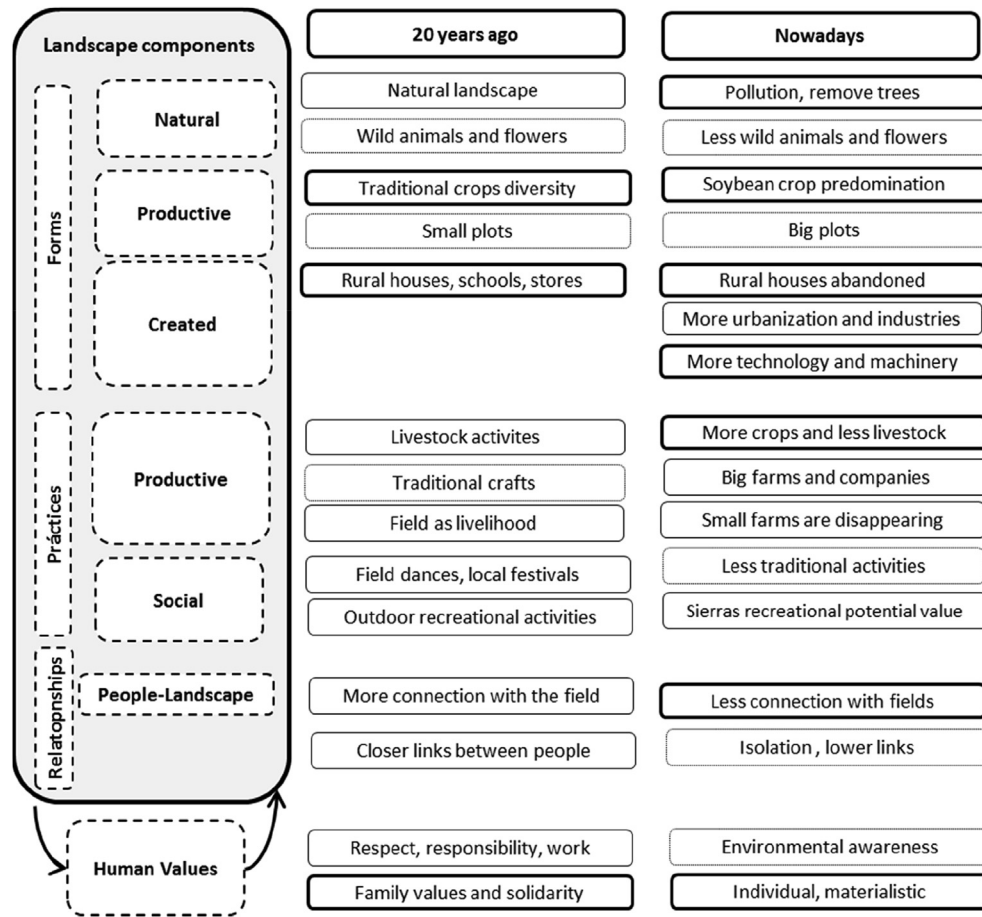 Landscape components
20 years ago
Nowadays
Forms
Natural
Natural landscape
Pollution, remove trees
Wild animals and flowers
Less wild animals and flowers
Productive
Traditional crops diversity
Soybean crop predomination
Small plots
Big plots
Created
Rural houses, schools, stores
Rural houses abandoned
More urbanization and industries
More technology and machinery
Práctices
Productive
Livestock activites
More crops and less livestock
Traditional crafts
Big farms and companies
Field as livelihood
Small farms are disappearing
Social
Field dances, local festivals
Less traditional activities
Outdoor recreational activities
Sierras recreational potential value
Relatopnships
People-Landscape
More connection with the field
Less connection with fields
Closer links between people
Isolation , lower links
Human Values
Respect, responsibility, work
Environmental awareness
Family values and solidarity
Individual, materialistic